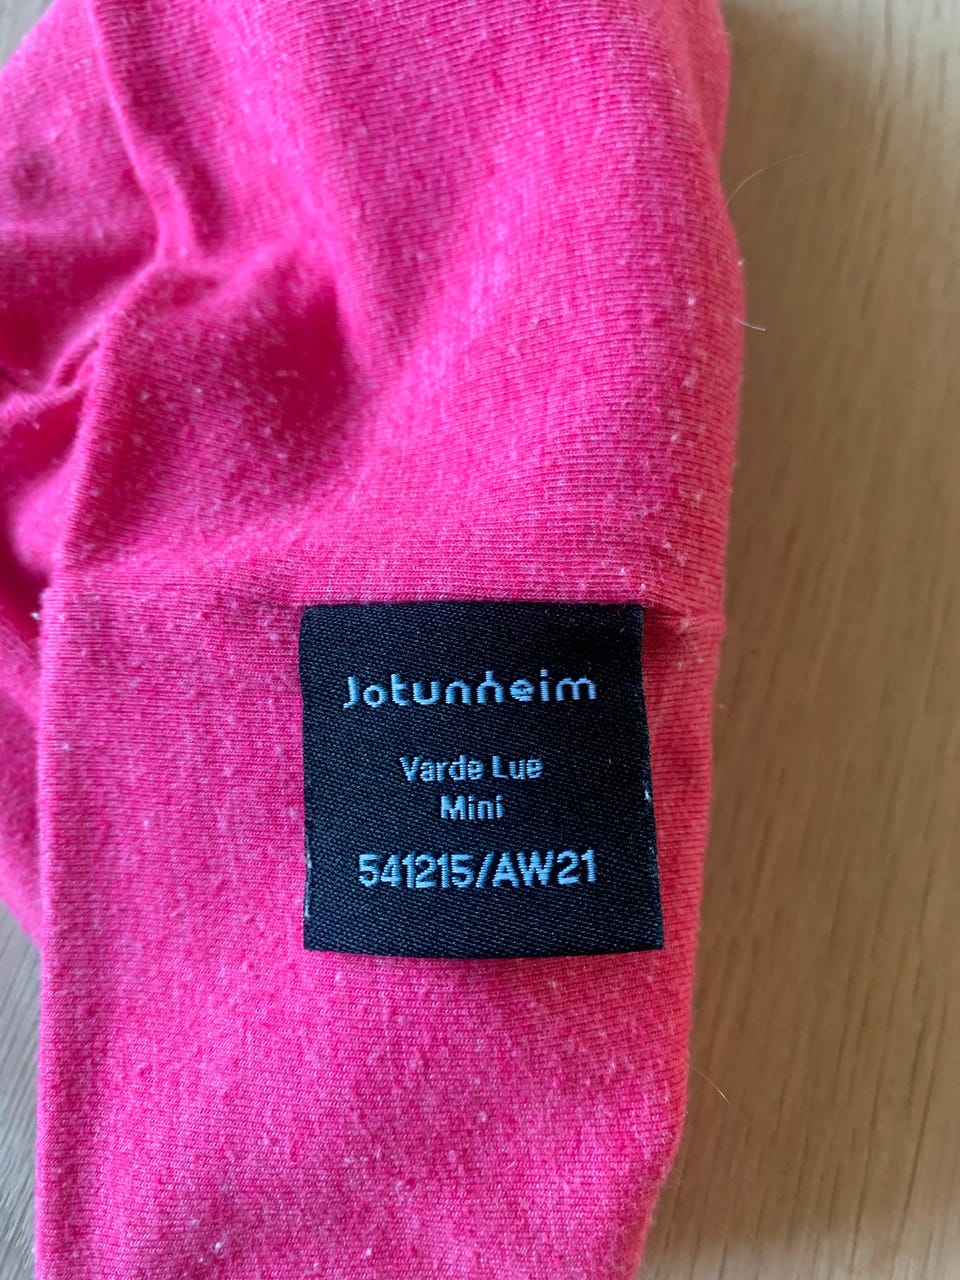 Jotunheim
Varde Lue
Mini
541215/AW21